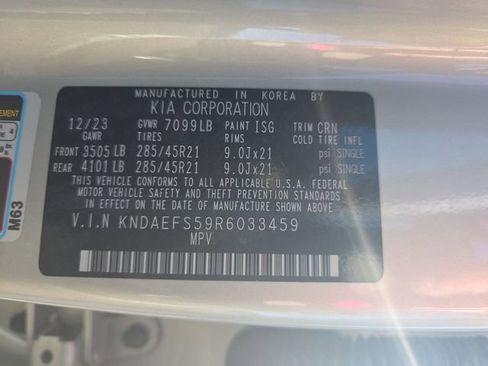 MANUFACTURED IN KOREA BY
KIA CORPORATION
12/23 GVWR 7099LB PAINT ISG TRIM CRN
GAWR TIRES RIMS COLD TIRE INFL
FRONT 3505 LB 285/45R21 9.0Jx21 psi SINGLE
REAR 4101 LB 285/45R21 9.0Jx21 psi SINGLE
THIS VEHICLE CONFORMS TO ALL APPLICABLE U.S.A. FEDERAL
MOTOR VEHICLE SAFETY AND THEFT PREVENTION STANDARDS
IN EFFECT ON THE DATE OF MANUFACTURE SHOWN ABOVE.
V.I.N KNDAEFS59R6033459
MPV
EMENT
4
M63